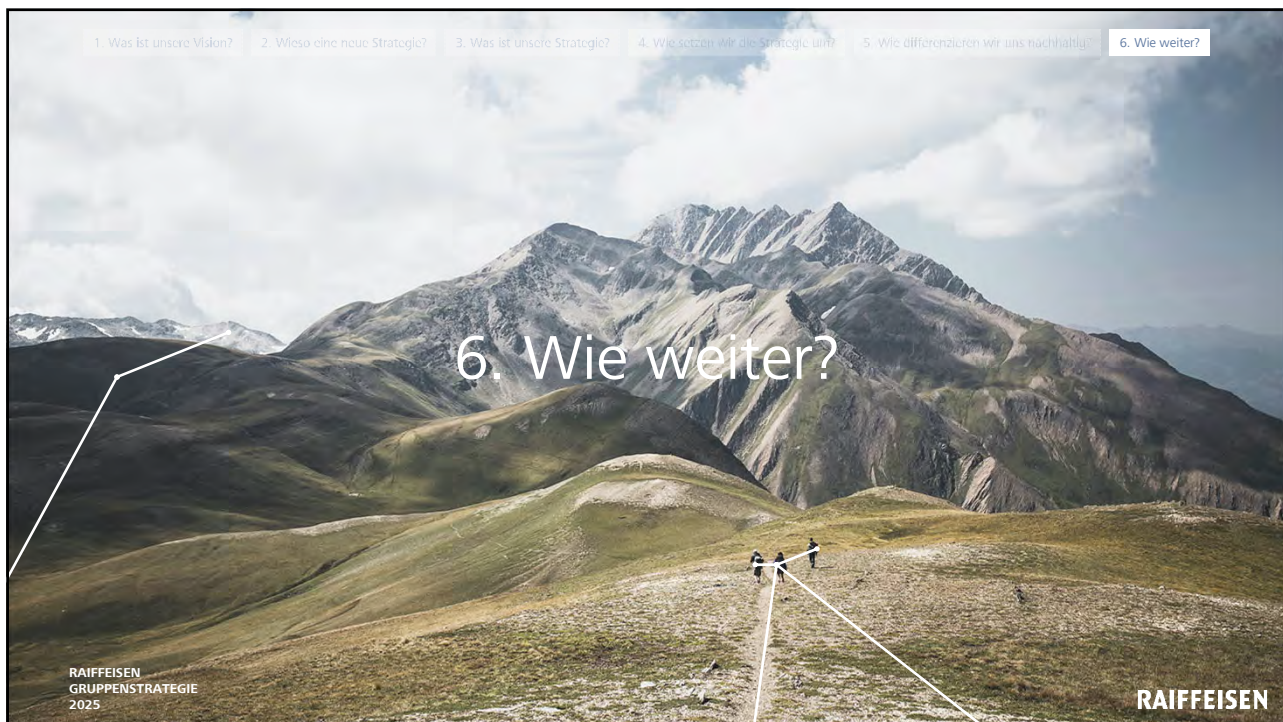 1. Was ist unsere Vision? 2. Wieso eine neue Strategie? 3. Was ist unsere Strategie? 4. Wie setzen wir die Strategie um? 5. Wie differenzieren wir uns nachhaltig? 6. Wie weiter?
6. Wie weiter?
RAIFFEISEN
GRUPPENSTRATEGIE
2025
RAIFFEISEN